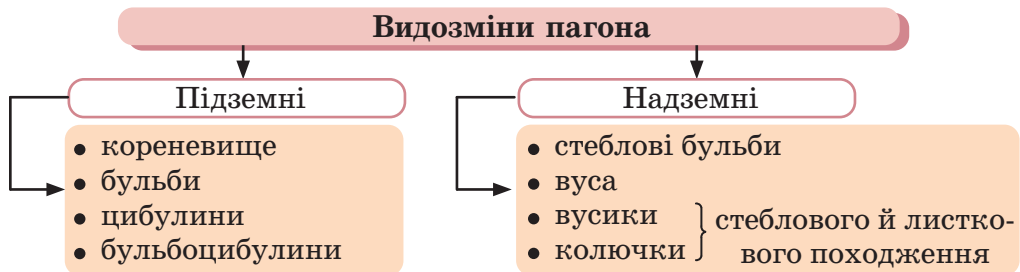 Видозміни пагона
Підземні
• кореневище
• бульби
• цибулини
• бульбоцибулини
Надземні
• стеблові бульби
• вуса
• вусики
• колючки
стеблового й листко-
вого походження